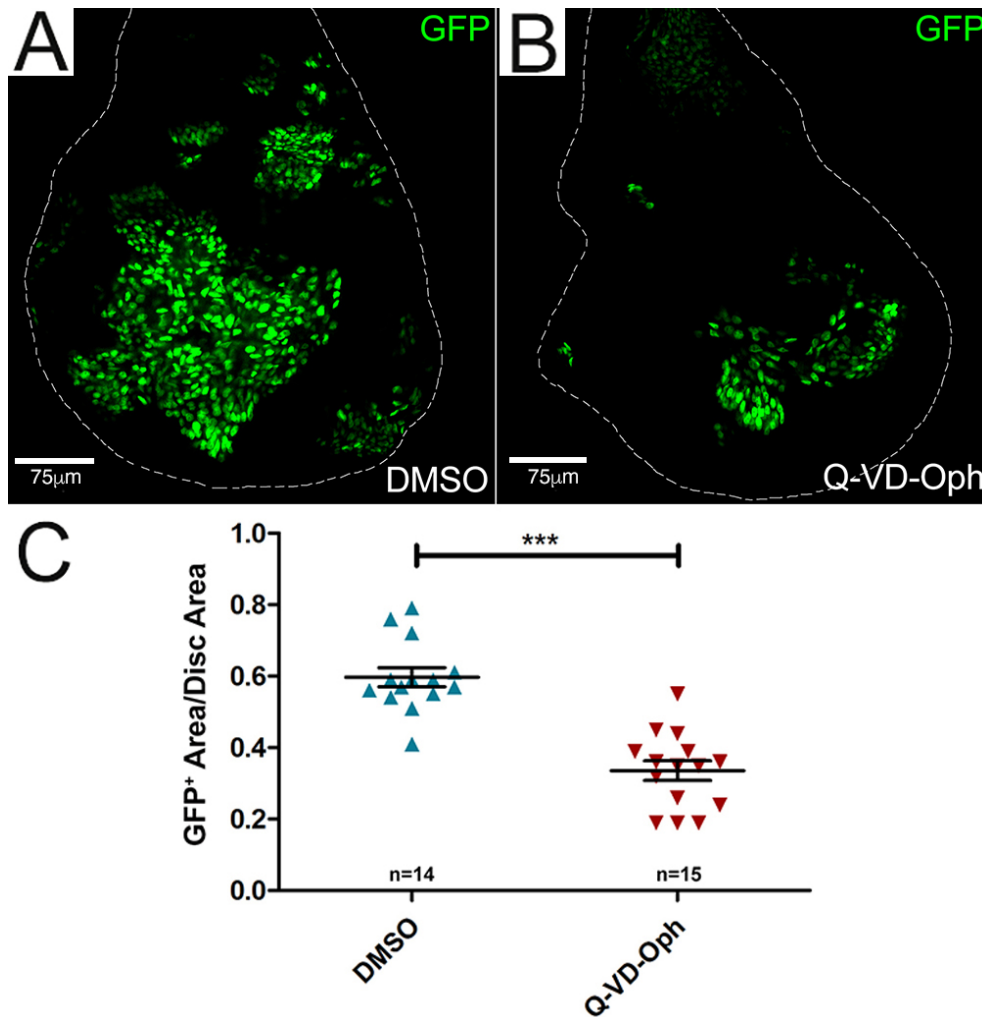 A
GFP
75μm
DMSO
B
GFP
75μm
Q-VD-Oph
C
GFP+ Area/Disc Area
1.0
0.8
0.6
0.4
0.2
0.0
***
n=14
n=15
DMSO
Q-VD-Oph